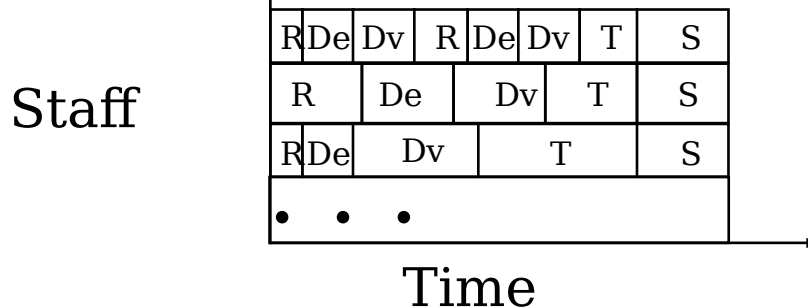 R De Dv R De Dv T S
R De Dv T S
Staff
R De Dv T S
• • •
Time